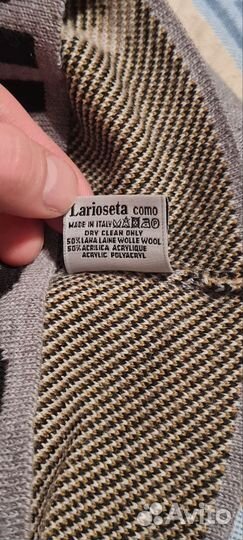 Larioseta como
MADE IN ITALY
DRY CLEAN ONLY
50% LANA LAINE WOLLE WOOL
50% ACRILICA ACRYLIQUE
ACRYLIC POLYACRYL
Avito